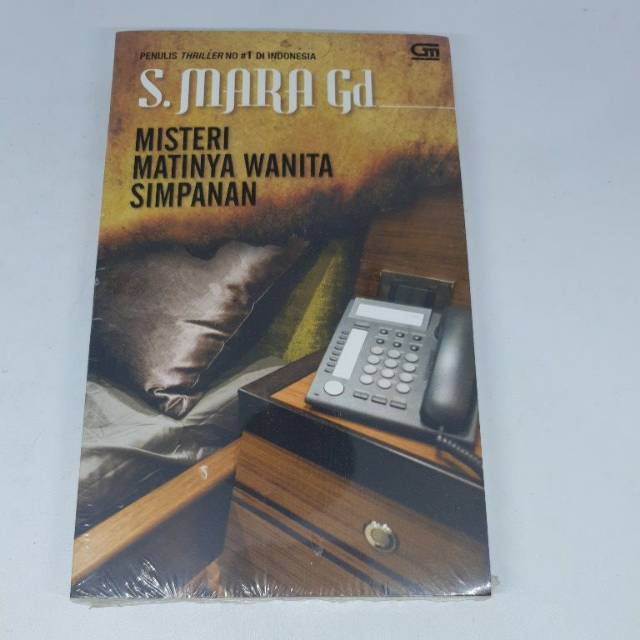 PENULIS THRILLER NO #1 DI INDONESIA
GM
S. MARA Gd
MISTERI
MATINYA WANITA
SIMPANAN